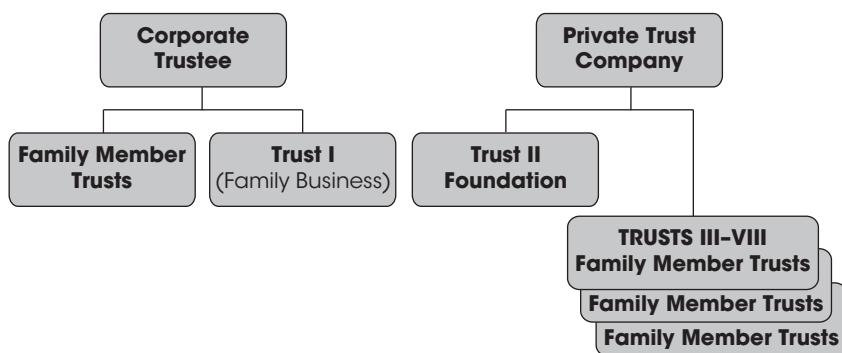 Corporate
Trustee
Private Trust
Company
Family Member
Trusts
Trust I
(Family Business)
Trust II
Foundation
TRUSTS III–VIII
Family Member Trusts
Family Member Trusts
Family Member Trusts